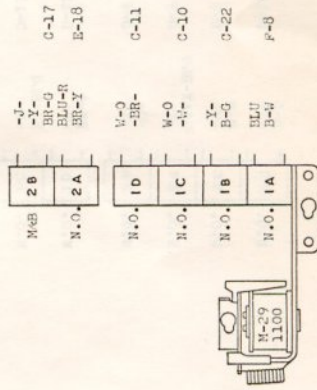 -J-
-Y-
M&B 2B BR-G C-17
BLU-R
N.O. 2A BR-Y E-18
W-O
N.O. 1D -BR- C-11
W-O
N.O. 1C -W- C-10
-Y-
N.O. 1B B-G C-22
BLU
N.O. 1A B-W F-8
M-29
1100